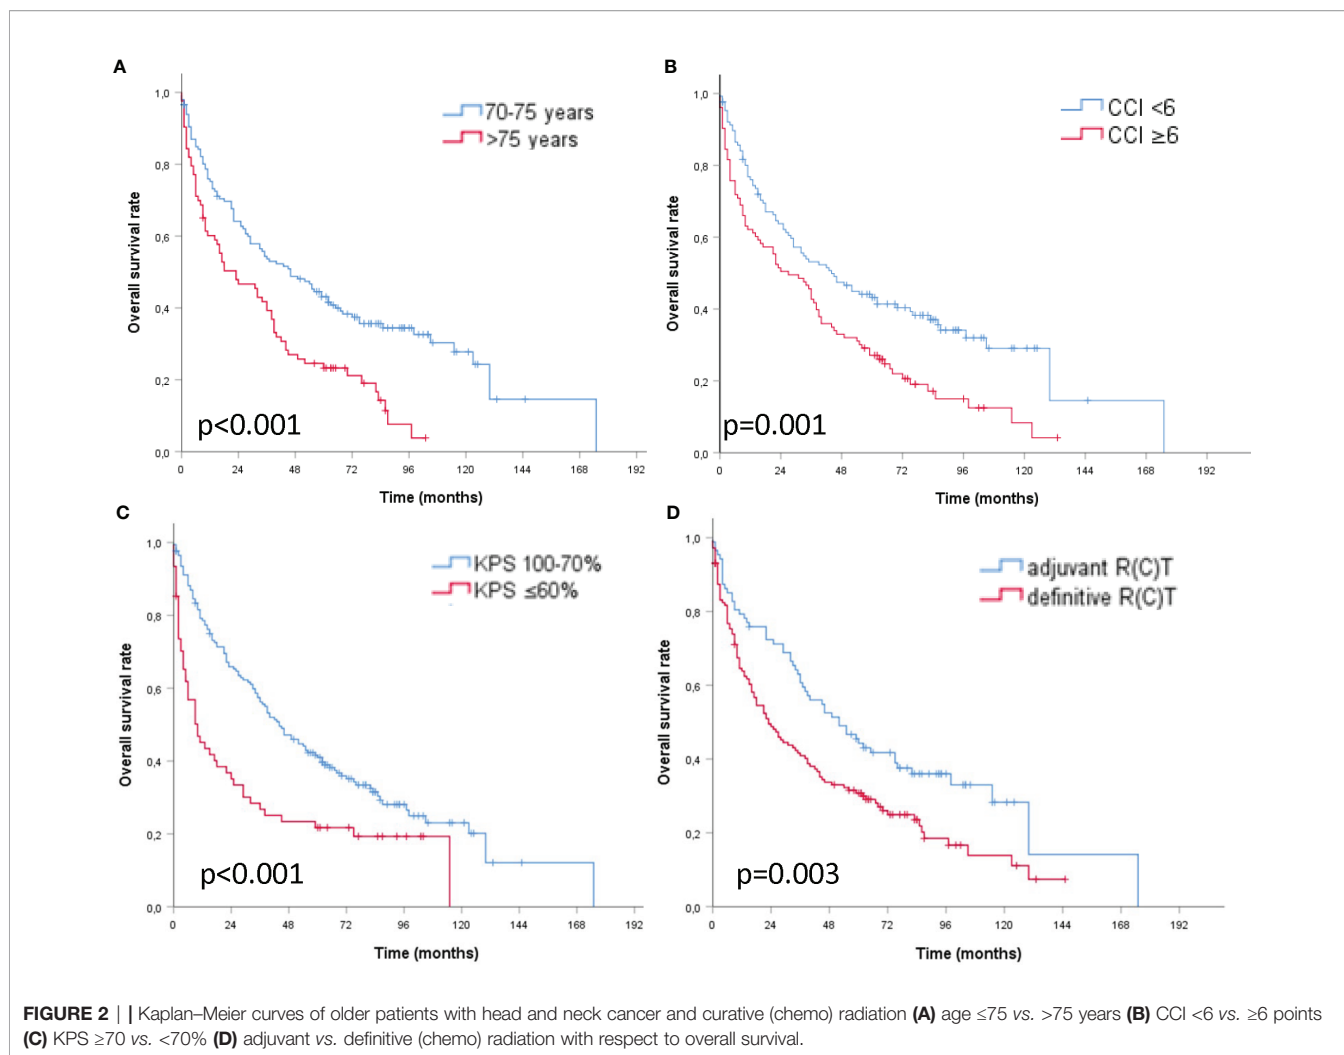 A
1,0
0,8
0,6
0,4
0,2
0,0
Overall survival rate
70-75 years
>75 years
p<0.001
0 24 48 72 96 120 144 168 192
Time (months)
B
1,0
0,8
0,6
0,4
0,2
0,0
Overall suvival rate
CCI <6
CCI ≥6
p=0.001
0 24 48 72 96 120 144 168 192
Time (months)
C
1,0
0,8
0,6
0,4
0,2
0,0
Overall survival rate
KPS 100-70%
KPS ≤60%
p<0.001
0 24 48 72 96 120 144 168 192
Time (months)
D
1,0
0,8
0,6
0,4
0,2
0,0
Overall survival rate
adjuvant R(C)T
definitive R(C)T
p=0.003
0 24 48 72 96 120 144 168 192
Time (months)
FIGURE 2 | | Kaplan–Meier curves of older patients with head and neck cancer and curative (chemo) radiation (A) age ≤75 vs. >75 years (B) CCI <6 vs. ≥6 points
(C) KPS ≥70 vs. <70% (D) adjuvant vs. definitive (chemo) radiation with respect to overall survival.